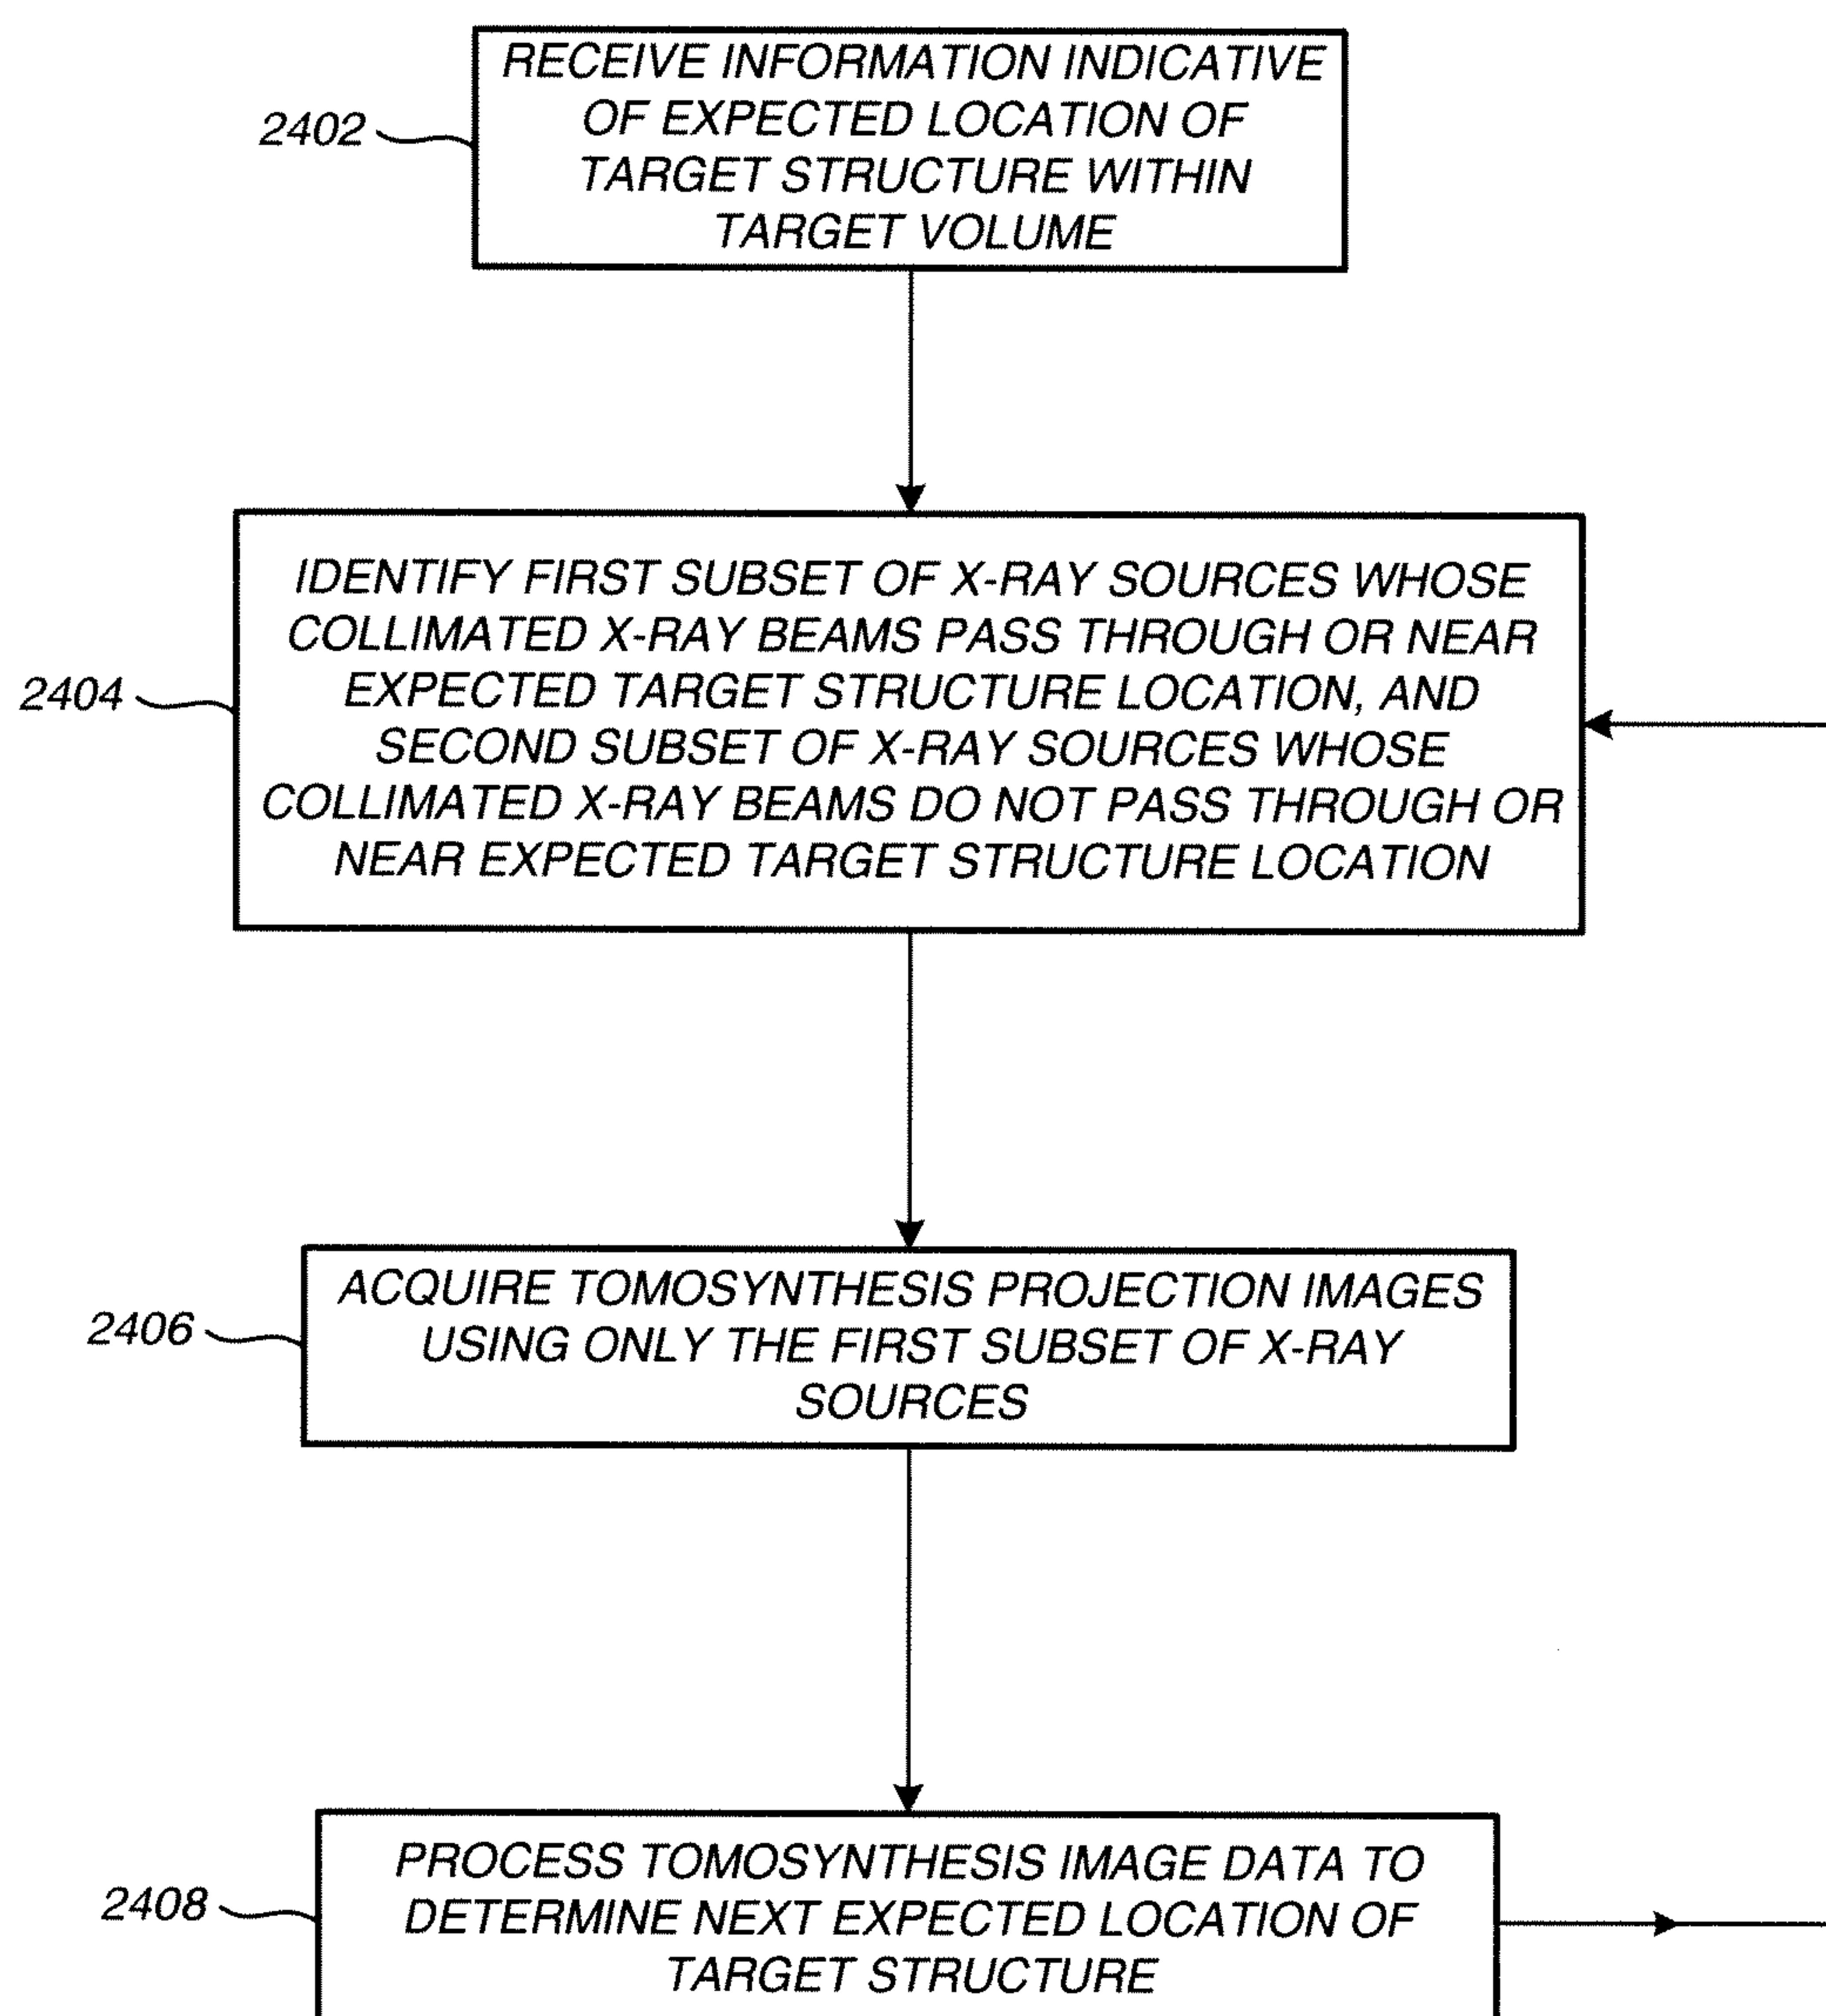 RECEIVE INFORMATION INDICATIVE
OF EXPECTED LOCATION OF
TARGET STRUCTURE WITHIN
TARGET VOLUME
2402
IDENTIFY FIRST SUBSET OF X-RAY SOURCES WHOSE
COLLIMATED X-RAY BEAMS PASS THROUGH OR NEAR
EXPECTED TARGET STRUCTURE LOCATION, AND
SECOND SUBSET OF X-RAY SOURCES WHOSE
COLLIMATED X-RAY BEAMS DO NOT PASS THROUGH OR
NEAR EXPECTED TARGET STRUCTURE LOCATION
2404
ACQUIRE TOMOSYNTHESIS PROJECTION IMAGES
USING ONLY THE FIRST SUBSET OF X-RAY
SOURCES
2406
PROCESS TOMOSYNTHESIS IMAGE DATA TO
DETERMINE NEXT EXPECTED LOCATION OF
TARGET STRUCTURE
2408